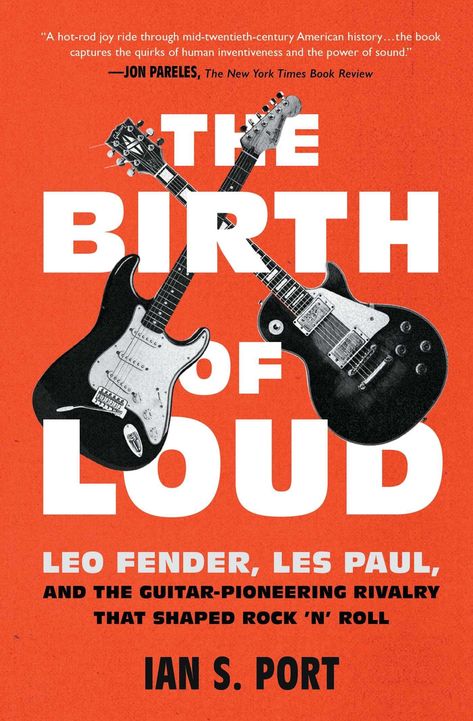 “A hot-rod joy ride through mid-twentieth-century American history…the book
captures the quirks of human inventiveness and the power of sound.”
—JON PARELES, The New York Times Book Review
THE
BIRTH
OF
LOUD
LEO FENDER, LES PAUL,
AND THE GUITAR-PIONEERING RIVALRY
THAT SHAPED ROCK ’N’ ROLL
IAN S. PORT